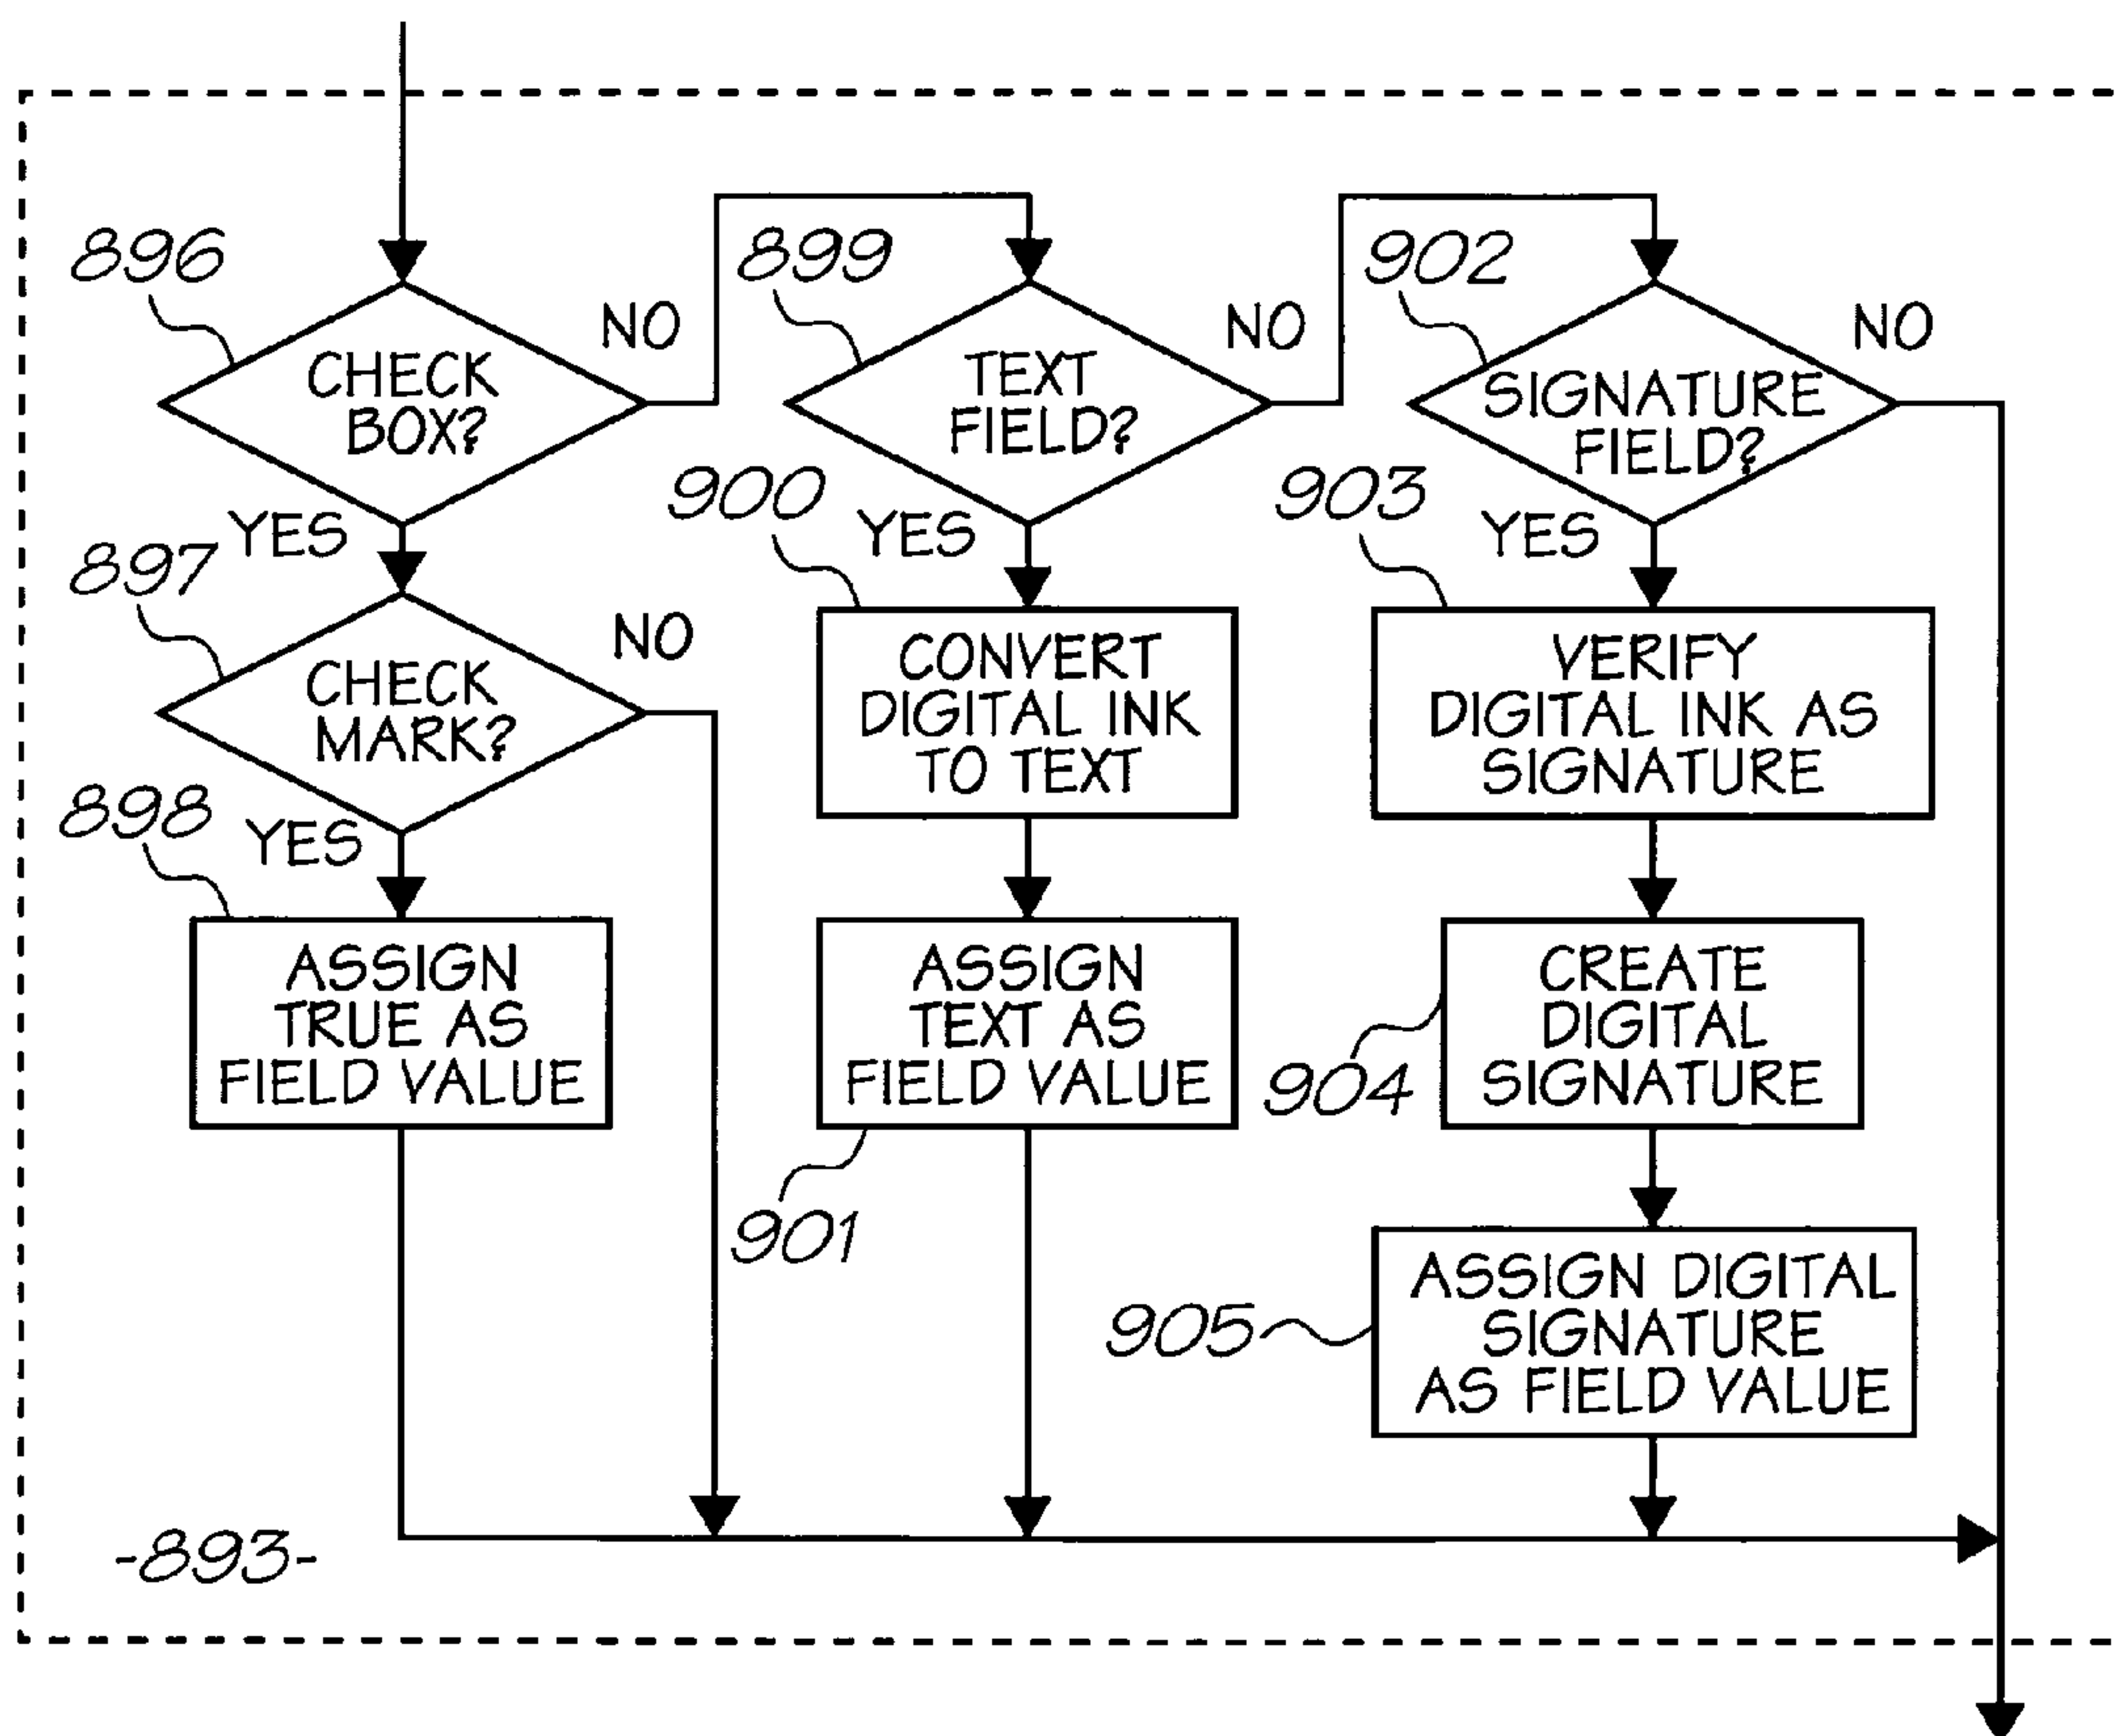 896
CHECK
BOX?
NO
YES
897
CHECK
MARK?
NO
YES
898
ASSIGN
TRUE AS
FIELD VALUE
899
TEXT
FIELD?
NO
YES
900
CONVERT
DIGITAL INK
TO TEXT
ASSIGN
TEXT AS
FIELD VALUE
901
902
SIGNATURE
FIELD?
NO
YES
903
VERIFY
DIGITAL INK AS
SIGNATURE
CREATE
DIGITAL
SIGNATURE
904
ASSIGN DIGITAL
SIGNATURE
AS FIELD VALUE
905
-893-